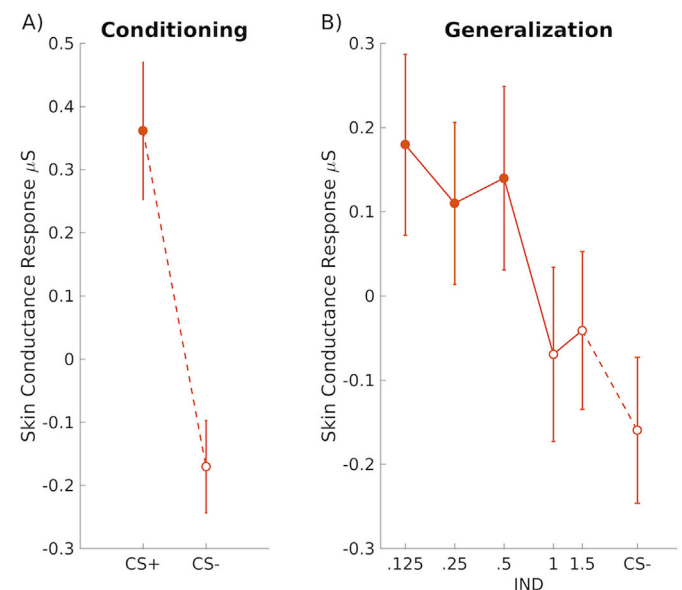 A)
Conditioning
Skin Conductance Response μS
0.5
0.4
0.3
0.2
0.1
0
-0.1
-0.2
-0.3
CS+ CS-
B)
Generalization
Skin Conductance Response μS
0.3
0.2
0.1
0
-0.1
-0.2
-0.3
.125 .25 .5 1 1.5 CS-
IND